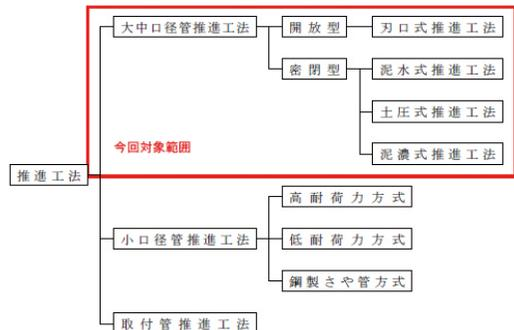 大中口径管推進工法
開放型
刃口式推進工法
密閉型
泥水式推進工法
土圧式推進工法
今回対象範囲
泥濃式推進工法
推進工法
高耐荷力方式
小口径管推進工法
低耐荷力方式
鋼製さや管方式
取付管推進工法